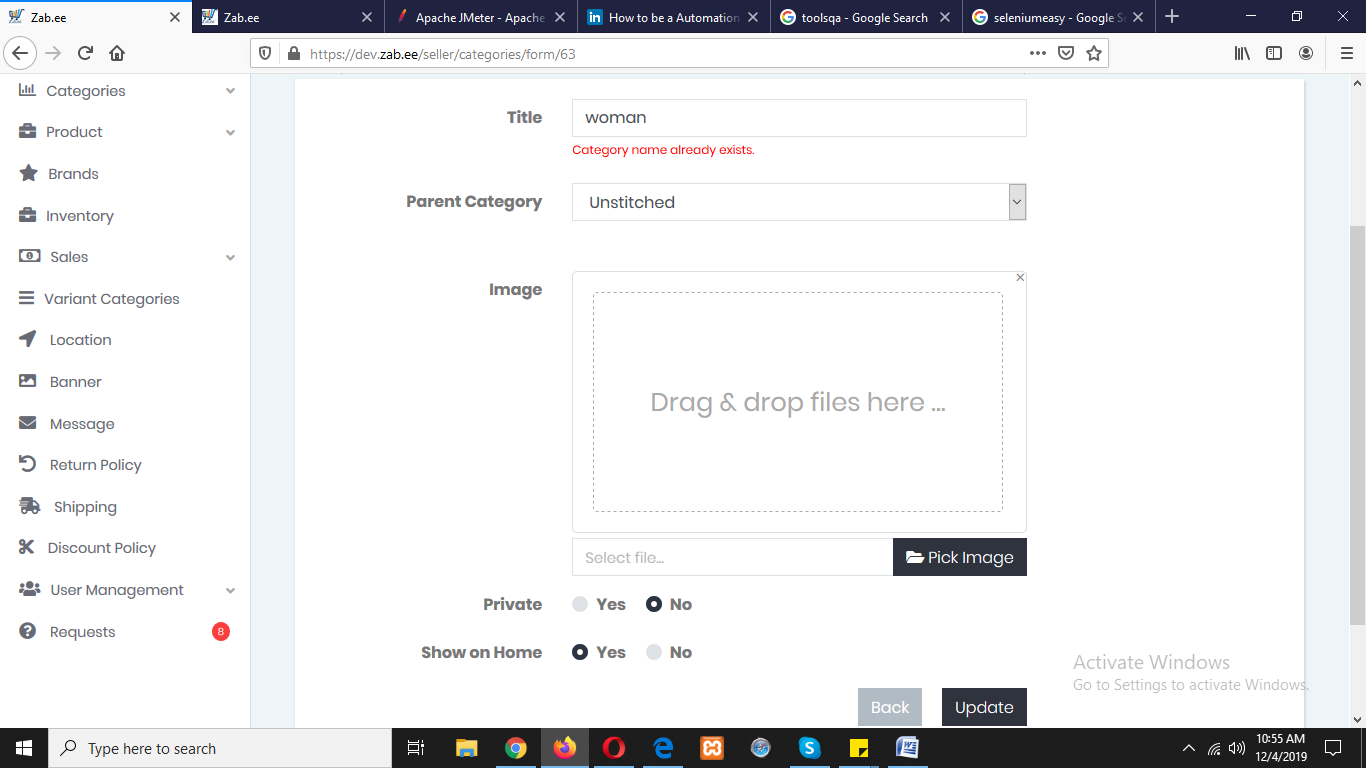 Zab.ee
Zab.ee
Apache JMeter - Apache
How to be a Automation
toolsqa - Google Search
seleniumeasy - Google Se
https://dev.zab.ee/seller/categories/form/63
Categories
Product
Brands
Inventory
Sales
Variant Categories
Location
Banner
Message
Return Policy
Shipping
Discount Policy
User Management
Requests 8
Title woman
Category name already exists.
Parent Category Unstitched
Image
Drag & drop files here ...
Select file...
Pick Image
Private Yes No
Show on Home Yes No
Back Update
Activate Windows
Go to Settings to activate Windows.
Type here to search
10:55 AM
12/4/2019